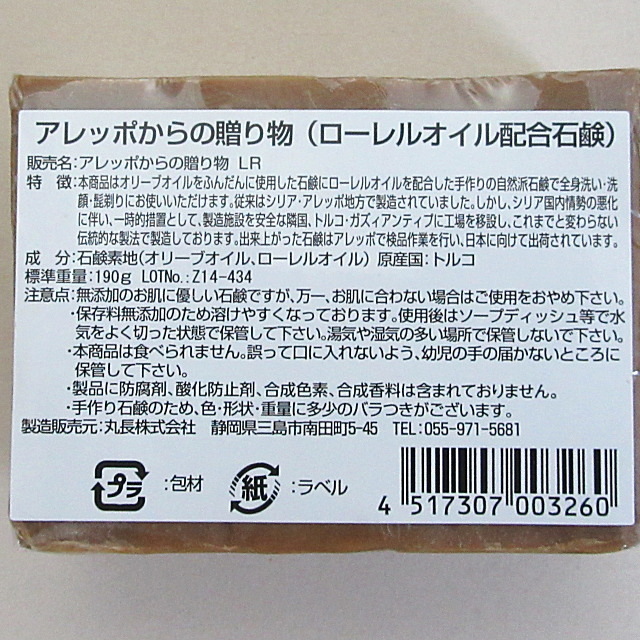 アレッポからの贈り物（ローレルオイル配合石鹸）
販売名：アレッポからの贈り物 LR
特 徴：本商品はオリーブオイルをふんだんに使用した石鹸にローレルオイルを配合した手作りの自然派石鹸で全身洗い・洗
顔・髭剃りにお使いいただけます。従来はシリア・アレッポ地方で製造されていました。しかし、シリア国内情勢の悪化
に伴い、一時的措置として、製造施設を安全な隣国、トルコ・ガズィアンティプに工場を移設し、これまでと変わらない
伝統的な製法で製造しております。出来上がった石鹸はアレッポで検品作業を行い、日本に向けて出荷されています。
成 分：石鹸素地（オリーブオイル、ローレルオイル）原産国：トルコ
標準重量：190g LOTNo.：Z14-434
注意点：無添加のお肌に優しい石鹸ですが、万一、お肌に合わない場合はご使用をおやめ下さい。
・保存料無添加のため溶けやすくなっております。使用後はソープディッシュ等で水
気をよく切った状態で保管して下さい。湯気や湿気の多い場所で保管しないで下さい。
・本商品は食べられません。誤って口に入れないよう、幼児の手の届かないところに
保管して下さい。
・製品に防腐剤、酸化防止剤、合成色素、合成香料は含まれておりません。
・手作り石鹸のため、色・形状・重量に多少のバラつきがございます。
製造販売元：丸長株式会社 静岡県三島市南田町5-45 TEL：055-971-5681
プラ ：包材 紙 ：ラベル
4 517307 003260